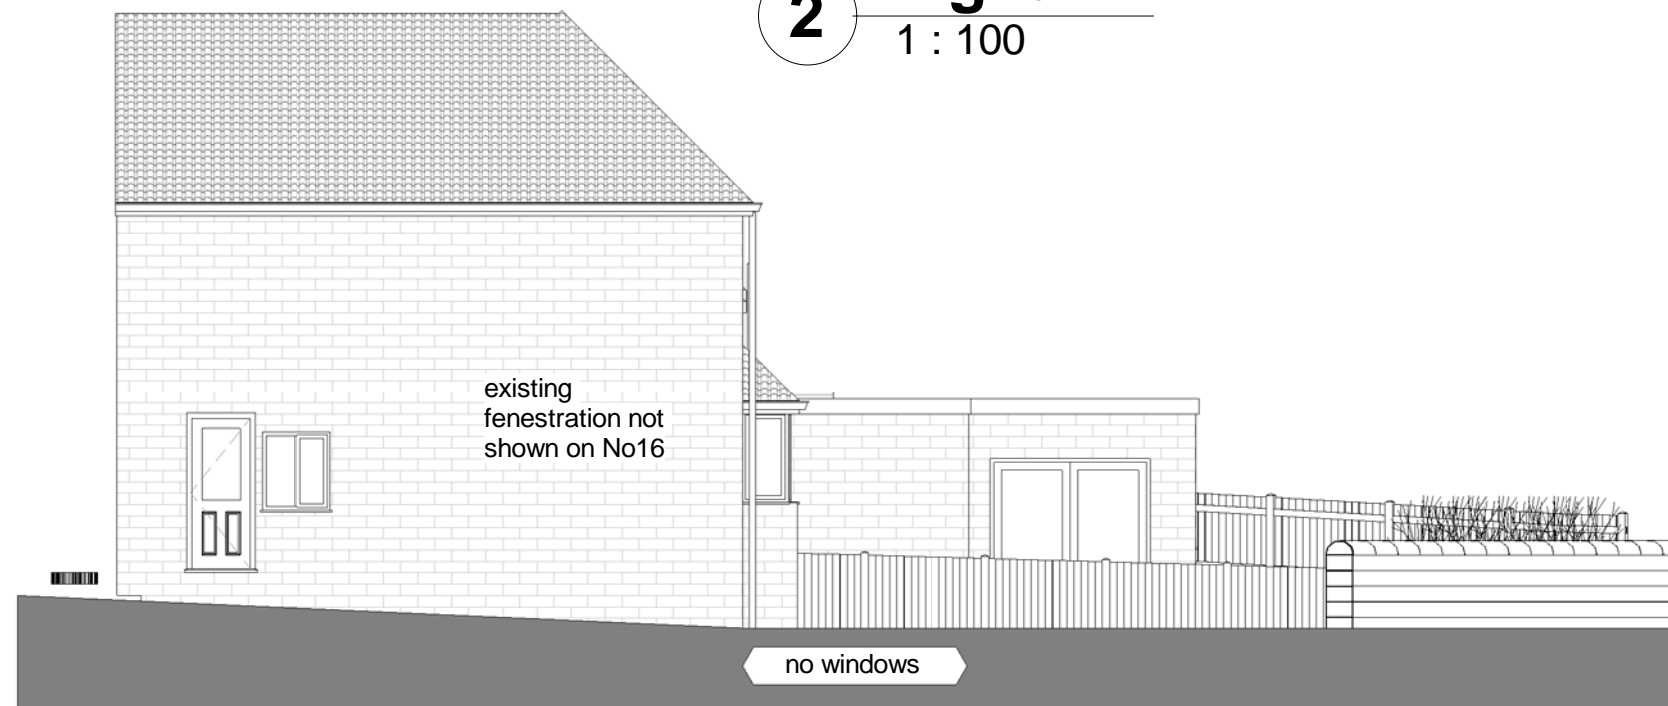 2
1 : 100
existing
fenestration not
shown on No16
no windows